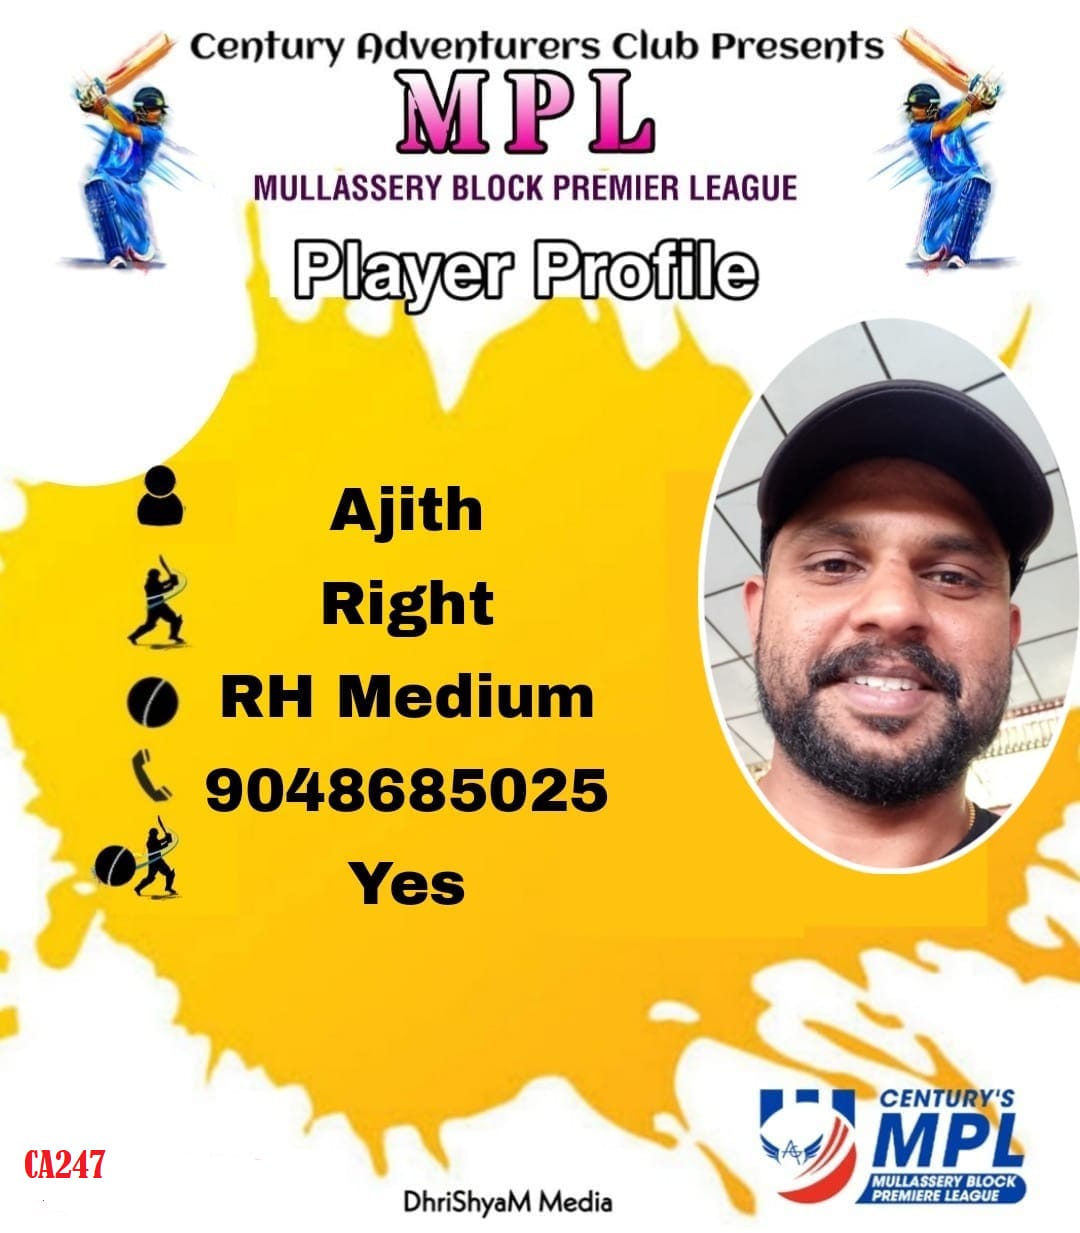 Century Adventurers Club Presents
MPL
MULLASSERY BLOCK PREMIER LEAGUE
Player Profile
Ajith
Right
RH Medium
9048685025
Yes
CA247
DhriShyaM Media
CENTURY'S
MPL
MULLASSERY BLOCK
PREMIERE LEAGUE